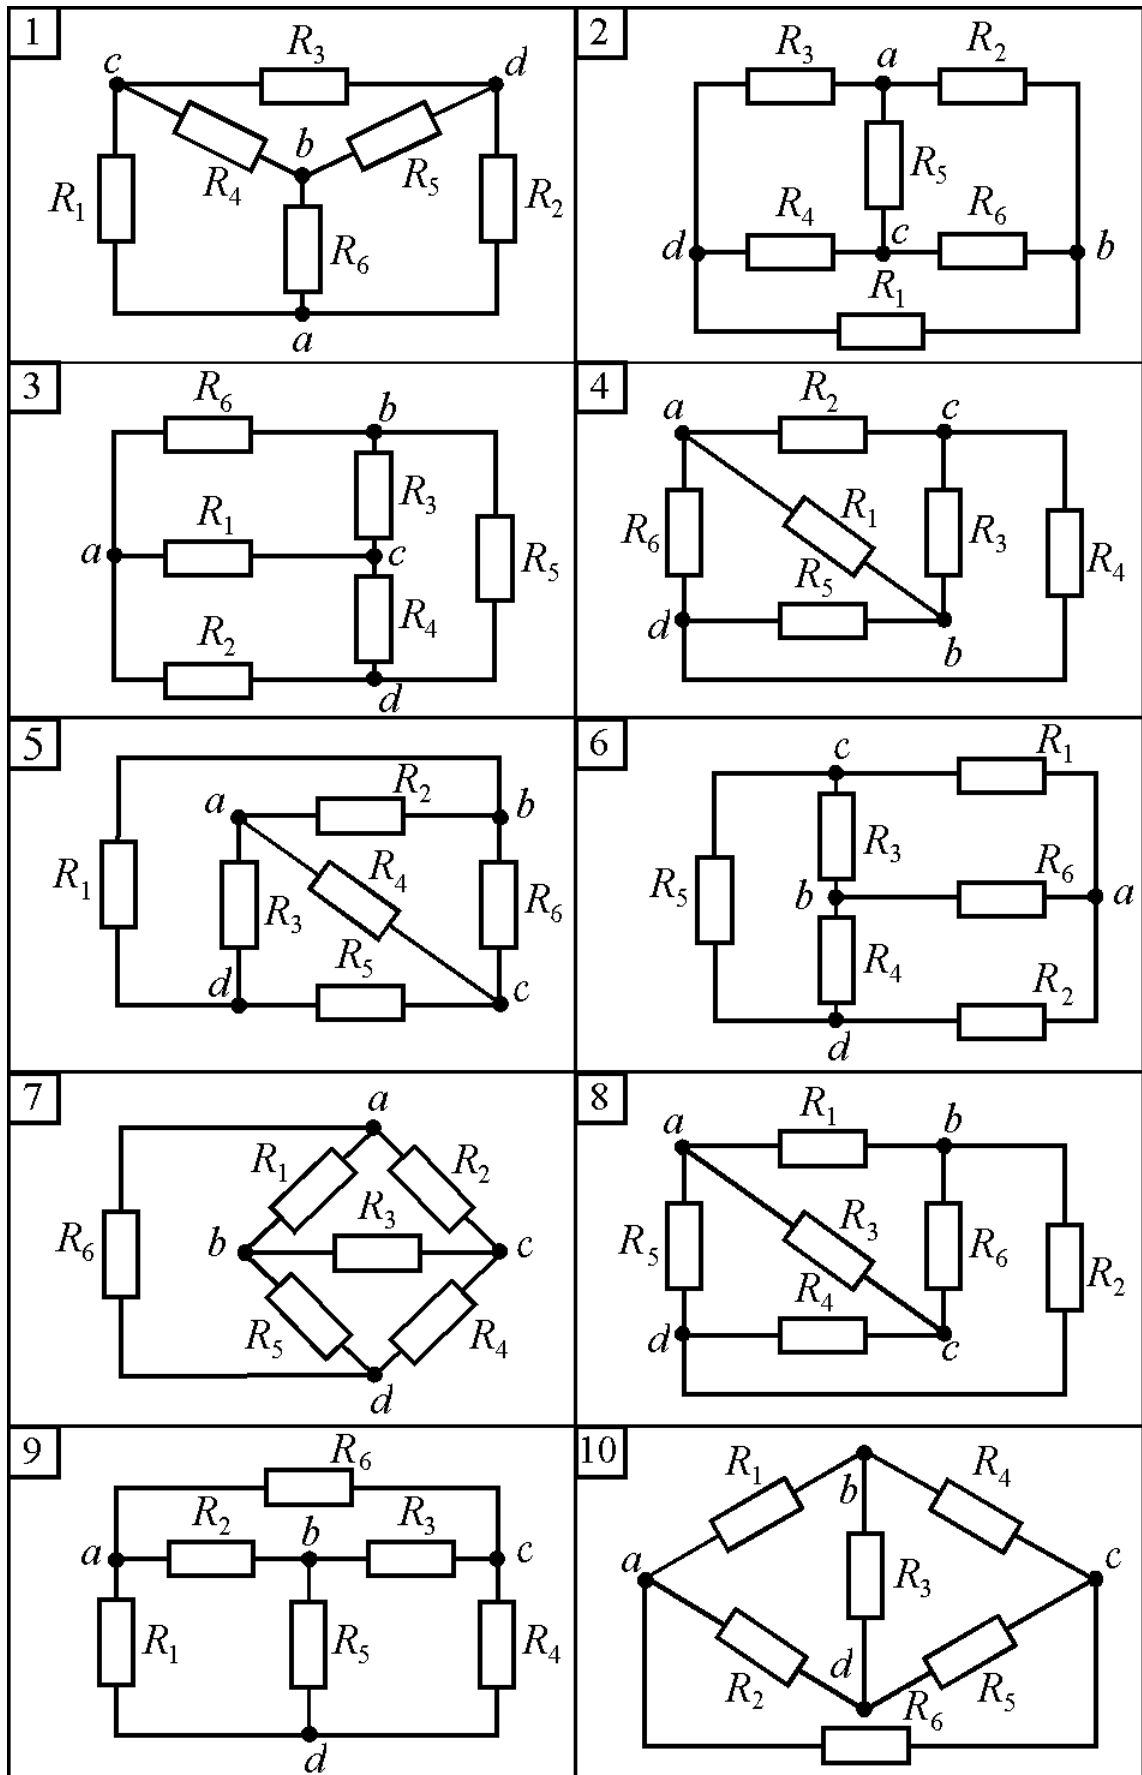 1
c R₃ d
b
R₁ R₄ R₅ R₂
R₆
a
2
R₃ a R₂
R₅
R₄ R₆
d c b
R₁
3
R₆ b
R₃
R₁
a c R₅
R₄
R₂
d
4
a R₂ c
R₁
R₆ R₃ R₄
R₅
d b
5
R₂
a b
R₄
R₁ R₃ R₆
R₅
d c
6
c R₁
R₃
R₅ R₆
b a
R₄ R₂
d
7
a
R₁ R₂
R₃
R₆ b c
R₅ R₄
d
8
a R₁ b
R₃
R₅ R₆ R₂
R₄
d c
9
R₆
R₂ b R₃
a c
R₁ R₅ R₄
d
10
R₁ R₄
b
a c
R₃
d
R₂ R₅
R₆